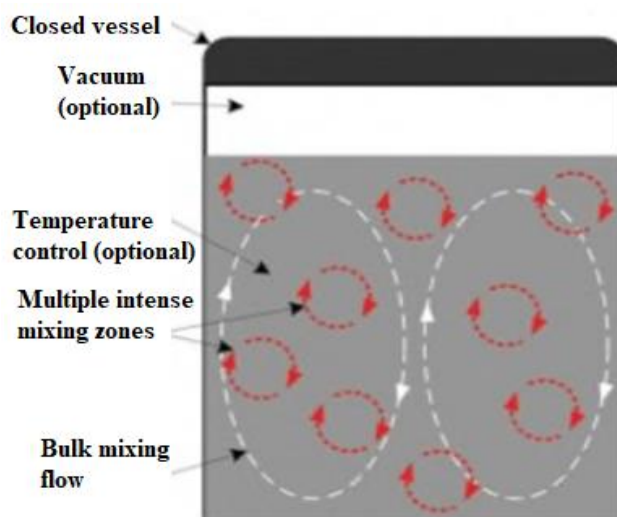 Closed vessel
Vacuum
(optional)
Temperature
control (optional)
Multiple intense
mixing zones
Bulk mixing
flow